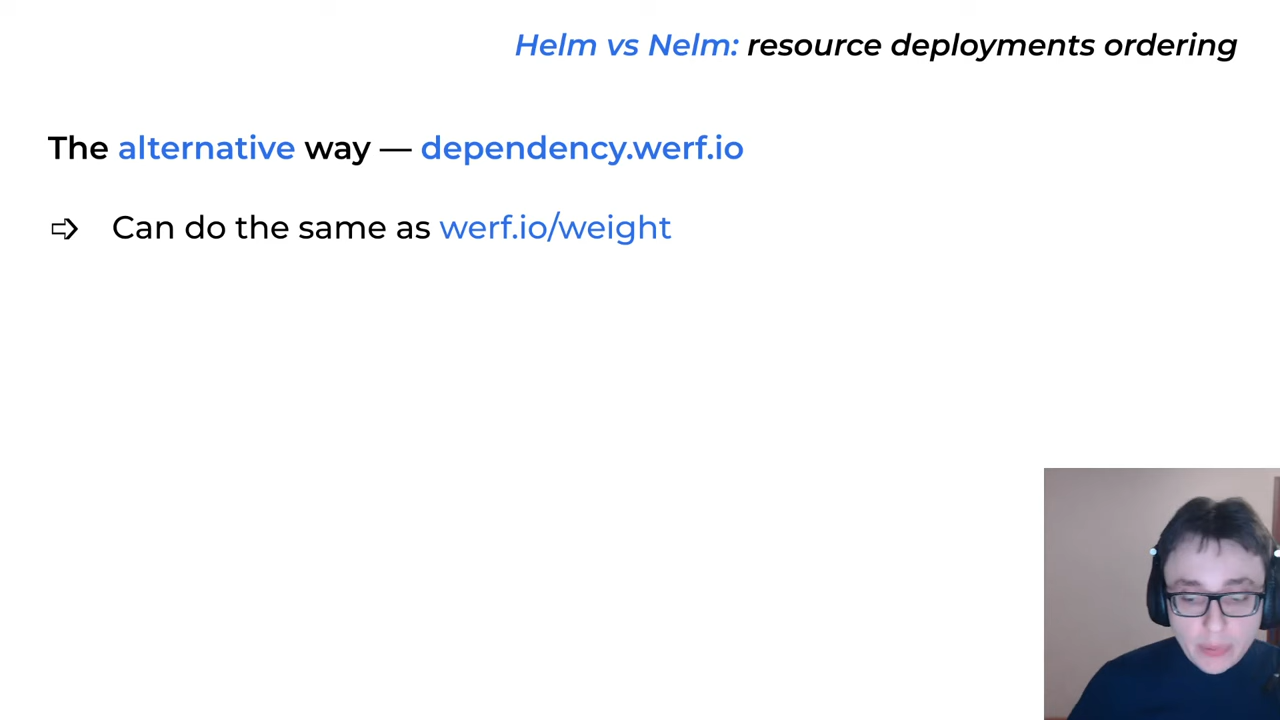 Helm vs Nelm: resource deployments ordering
The alternative way — dependency.werf.io
⇨ Can do the same as werf.io/weight